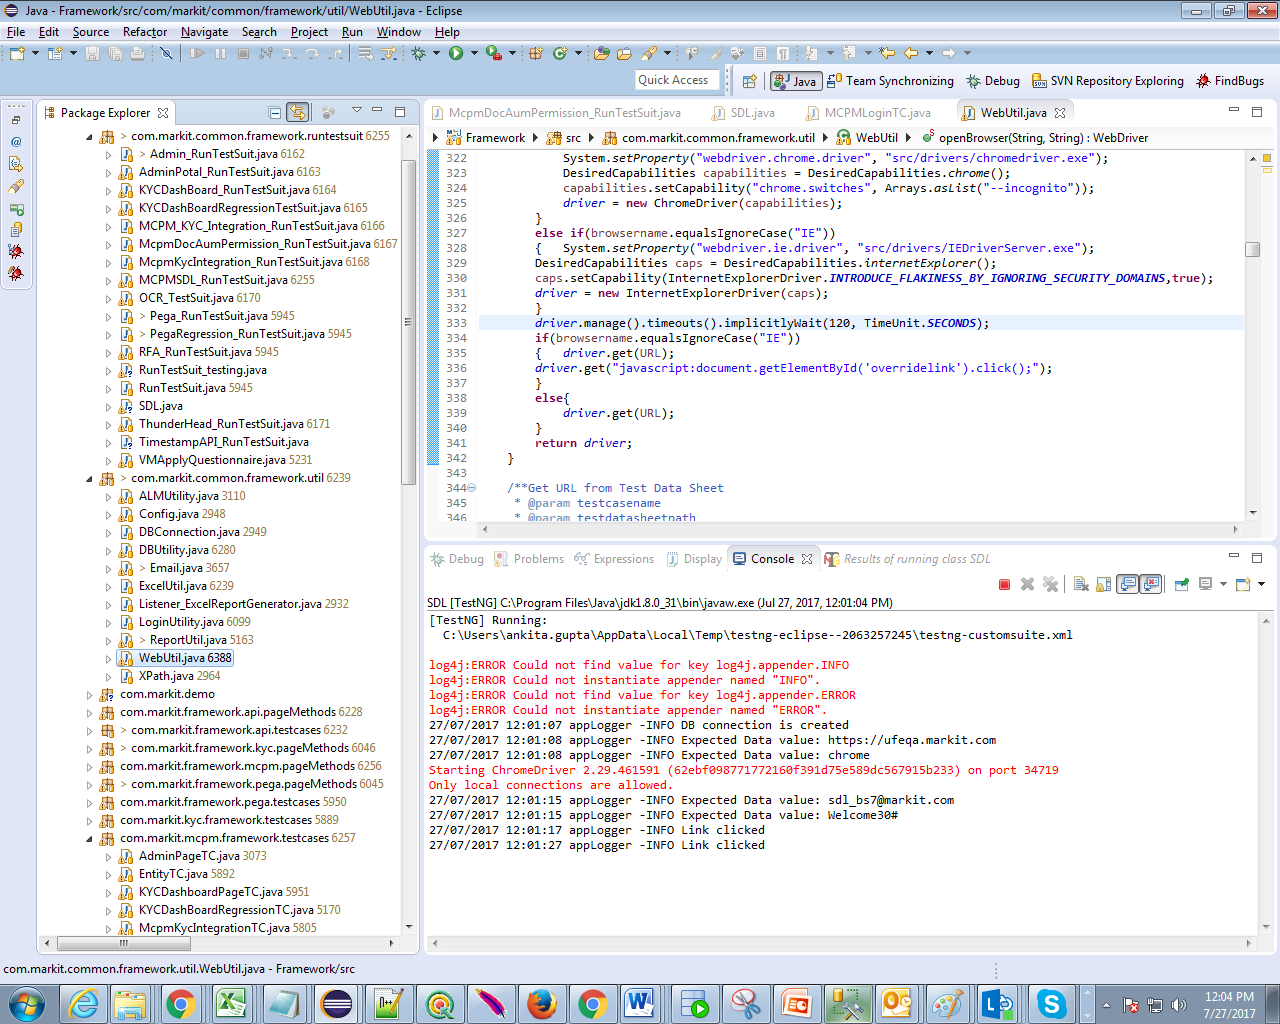 Java - Framework/src/com/markit/common/framework/util/WebUtil.java - Eclipse
File Edit Source Refactor Navigate Search Project Run Window Help
Quick Access
Java Team Synchronizing Debug SVN Repository Exploring FindBugs
Package Explorer
> com.markit.common.framework.runtestsuit 6255
> Admin_RunTestSuit.java 6162
AdminPotal_RunTestSuit.java 6163
KYCDashBoard_RunTestSuit.java 6164
KYCDashBoardRegressionTestSuit.java 6165
MCPM_KYC_Integration_RunTestSuit.java 6166
McpmDocAumPermission_RunTestSuit.java 6167
McpmKycIntegration_RunTestSuit.java 6168
MCPMSDL_RunTestSuit.java 6255
OCR_TestSuit.java 6170
> Pega_RunTestSuit.java 5945
> PegaRegression_RunTestSuit.java 5945
RFA_RunTestSuit.java 5945
RunTestSuit_testing.java
RunTestSuit.java 5945
SDL.java
ThunderHead_RunTestSuit.java 6171
TimestampAPI_RunTestSuit.java
VMApplyQuestionnaire.java 5231
> com.markit.common.framework.util 6239
ALMUtility.java 3110
Config.java 2948
DBConnection.java 2949
DBUtility.java 6280
> Email.java 3657
ExcelUtil.java 6239
Listener_ExcelReportGenerator.java 2932
LoginUtility.java 6099
> ReportUtil.java 5163
WebUtil.java 6388
XPath.java 2964
com.markit.demo
com.markit.framework.api.pageMethods 6228
> com.markit.framework.api.testcases 6232
> com.markit.framework.kyc.pageMethods 6046
com.markit.framework.mcpm.pageMethods 6256
> com.markit.framework.pega.pageMethods 6045
com.markit.framework.pega.testcases 5950
com.markit.kyc.framework.testcases 5889
com.markit.mcpm.framework.testcases 6257
AdminPageTC.java 3073
EntityTC.java 5892
KYCDashboardPageTC.java 5951
KYCDashBoardRegressionTC.java 5170
McpmKycIntegrationTC.java 5805
McpmDocAumPermission_RunTestSuit.java SDL.java MCPMLoginTC.java WebUtil.java
Framework src com.markit.common.framework.util WebUtil openBrowser(String, String) : WebDriver
322 System.setProperty("webdriver.chrome.driver", "src/drivers/chromedriver.exe");
323 DesiredCapabilities capabilities = DesiredCapabilities.chrome();
324 capabilities.setCapability("chrome.switches", Arrays.asList("--incognito"));
325 driver = new ChromeDriver(capabilities);
326 }
327 else if(browsername.equalsIgnoreCase("IE"))
328 { System.setProperty("webdriver.ie.driver", "src/drivers/IEDriverServer.exe");
329 DesiredCapabilities caps = DesiredCapabilities.internetExplorer();
330 caps.setCapability(InternetExplorerDriver.INTRODUCE_FLAKINESS_BY_IGNORING_SECURITY_DOMAINS,true);
331 driver = new InternetExplorerDriver(caps);
332 }
333 driver.manage().timeouts().implicitlyWait(120, TimeUnit.SECONDS);
334 if(browsername.equalsIgnoreCase("IE"))
335 { driver.get(URL);
336 driver.get("javascript:document.getElementById('overridelink').click();");
337 }
338 else{
339 driver.get(URL);
340 }
341 return driver;
342 }
343
344 /**Get URL from Test Data Sheet
345 * @param testcasename
346 * @param testdatasheetpath
Debug Problems Expressions Display Console Results of running class SDL
SDL [TestNG] C:\Program Files\Java\jdk1.8.0_31\bin\javaw.exe (Jul 27, 2017, 12:01:04 PM)
[TestNG] Running:
C:\Users\ankita.gupta\AppData\Local\Temp\testng-eclipse--2063257245\testng-customsuite.xml
log4j:ERROR Could not find value for key log4j.appender.INFO
log4j:ERROR Could not instantiate appender named "INFO".
log4j:ERROR Could not find value for key log4j.appender.ERROR
log4j:ERROR Could not instantiate appender named "ERROR".
27/07/2017 12:01:07 appLogger -INFO DB connection is created
27/07/2017 12:01:08 appLogger -INFO Expected Data value: https://ufeqa.markit.com
27/07/2017 12:01:08 appLogger -INFO Expected Data value: chrome
Starting ChromeDriver 2.29.461591 (62ebf098771772160f391d75e589dc567915b233) on port 34719
Only local connections are allowed.
27/07/2017 12:01:15 appLogger -INFO Expected Data value: sdl_bs7@markit.com
27/07/2017 12:01:15 appLogger -INFO Expected Data value: Welcome30#
27/07/2017 12:01:17 appLogger -INFO Link clicked
27/07/2017 12:01:27 appLogger -INFO Link clicked
com.markit.common.framework.util.WebUtil.java - Framework/src
12:04 PM
7/27/2017